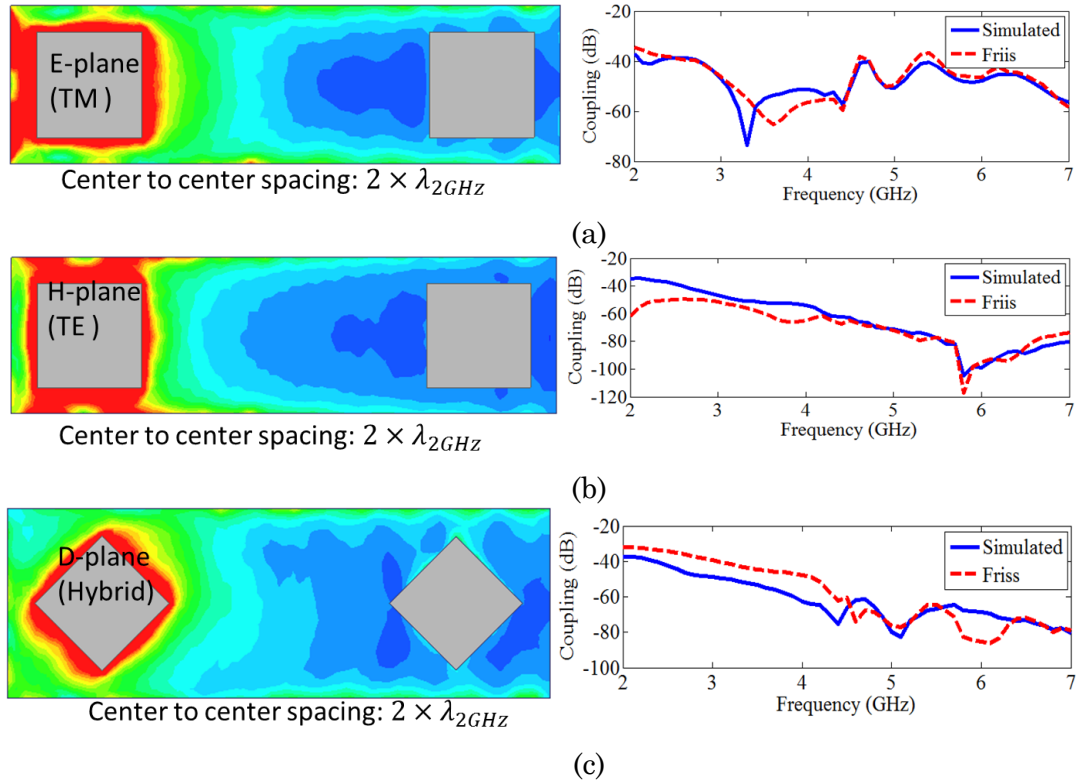 E-plane
(TM)
Center to center spacing: 2 × λ2GHz
-20
-40
-60
-80
2 3 4 5 6 7
Coupling (dB)
Frequency (GHz)
Simulated
Friis
(a)
H-plane
(TE )
Center to center spacing: 2 × λ2GHz
-20
-40
-60
-80
-100
-120
2 3 4 5 6 7
Coupling (dB)
Frequency (GHz)
Simulated
Friis
(b)
D-plane
(Hybrid)
Center to center spacing: 2 × λ2GHz
-20
-40
-60
-80
-100
2 3 4 5 6 7
Coupling (dB)
Frequency (GHz)
Simulated
Friss
(c)